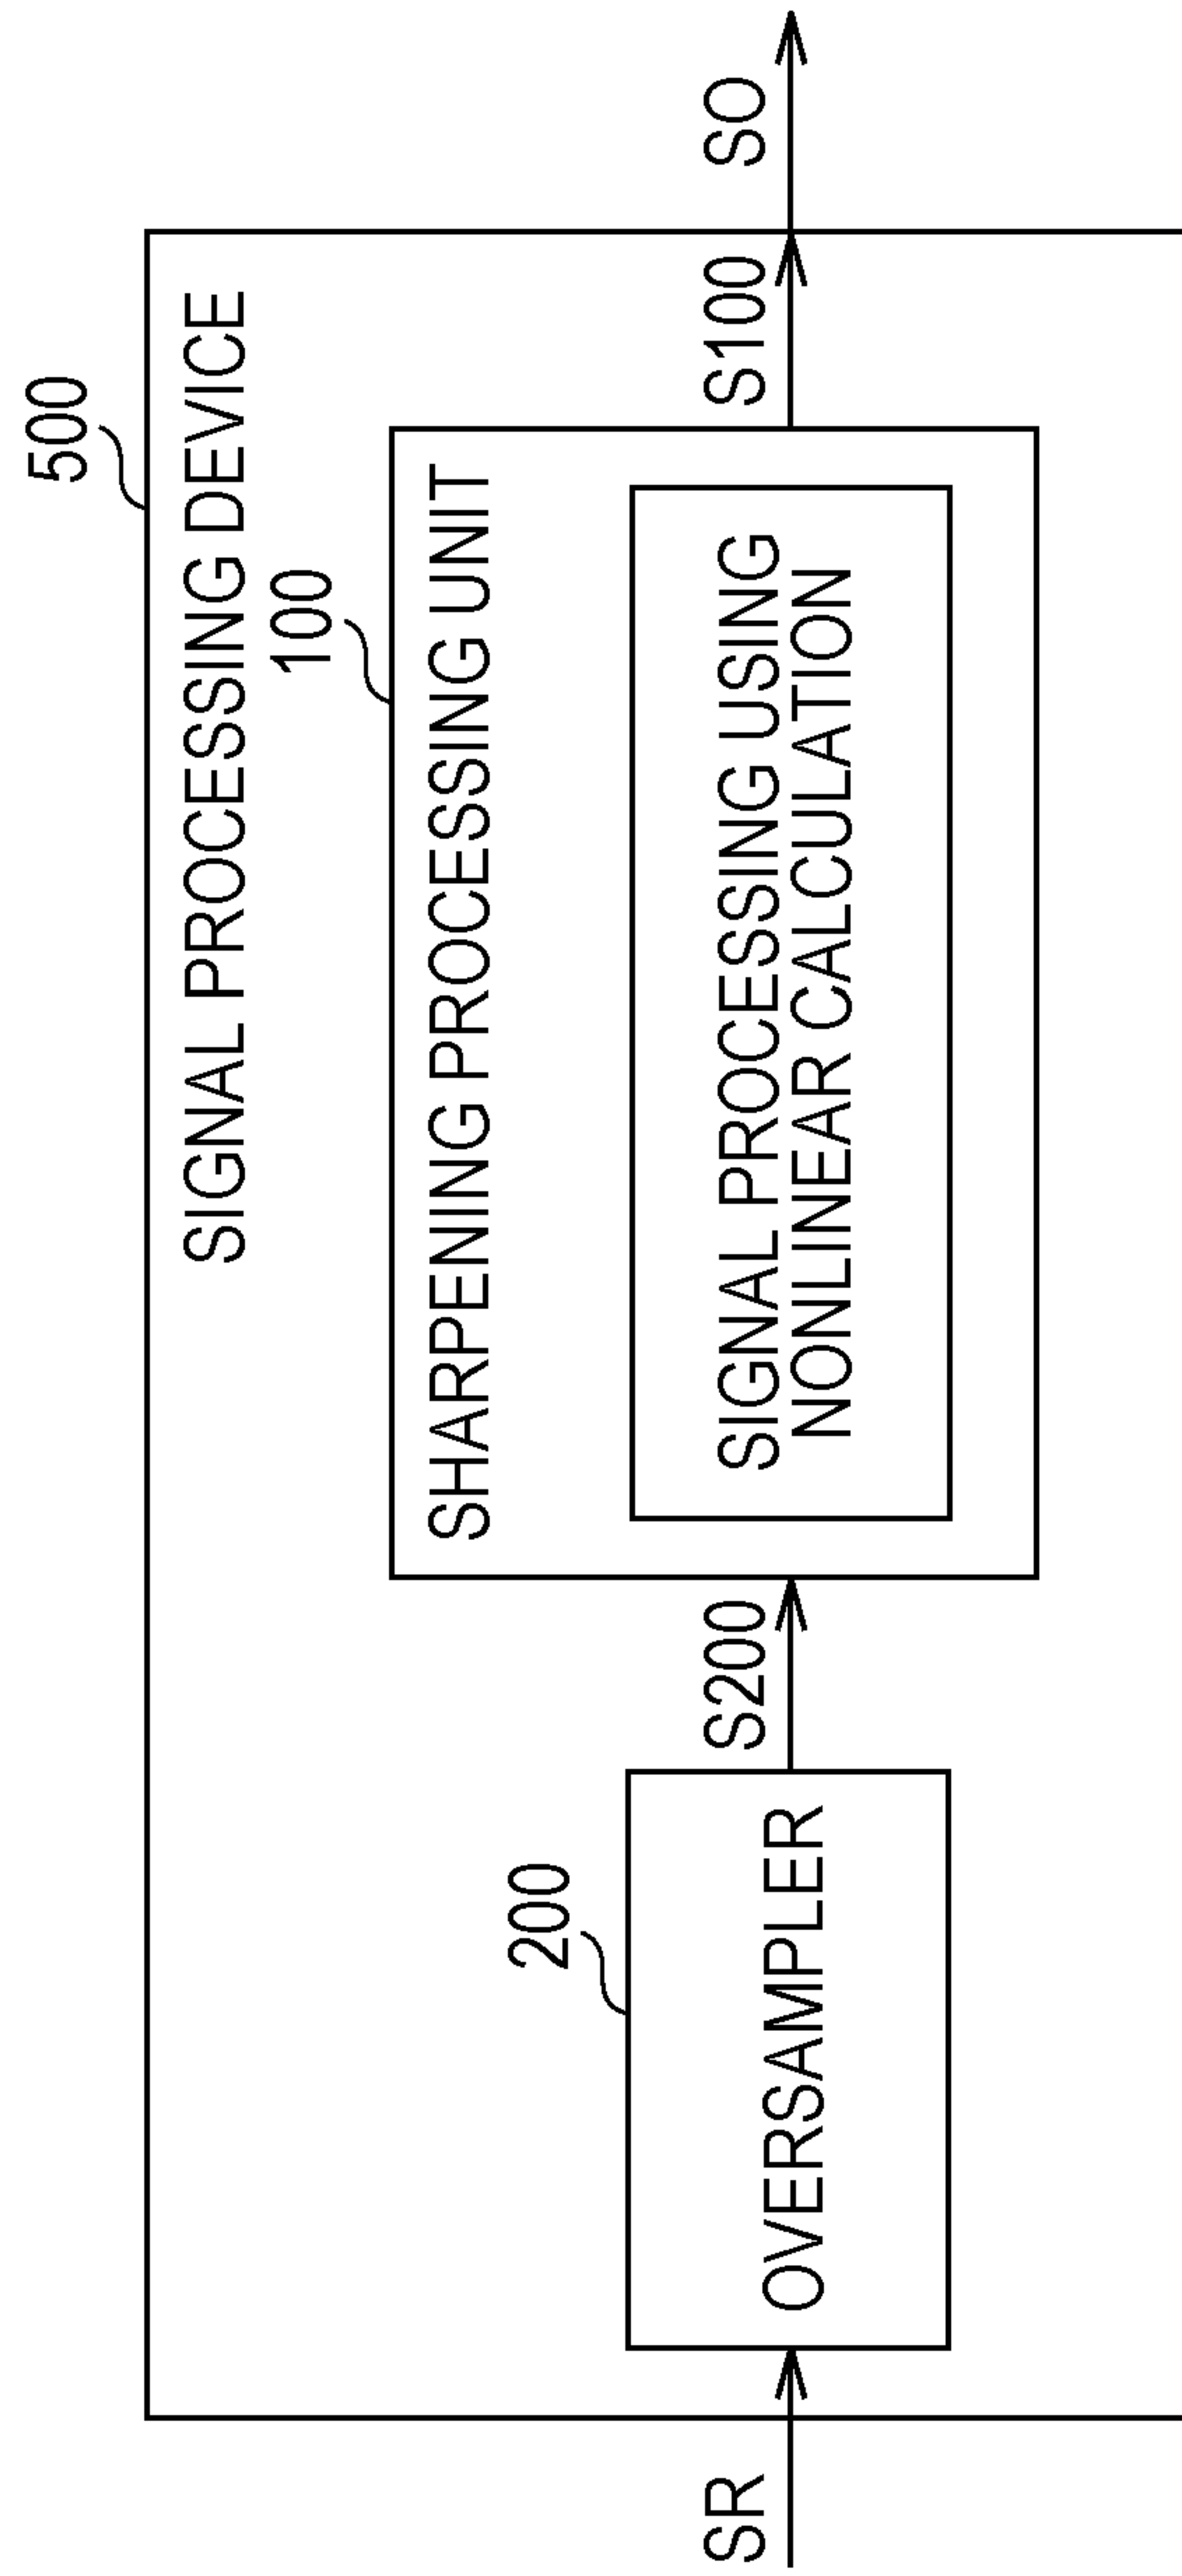 500
SIGNAL PROCESSING DEVICE
100
SHARPENING PROCESSING UNIT
200
SR
OVERSAMPLER
S200
SIGNAL PROCESSING USING
NONLINEAR CALCULATION
S100
SO